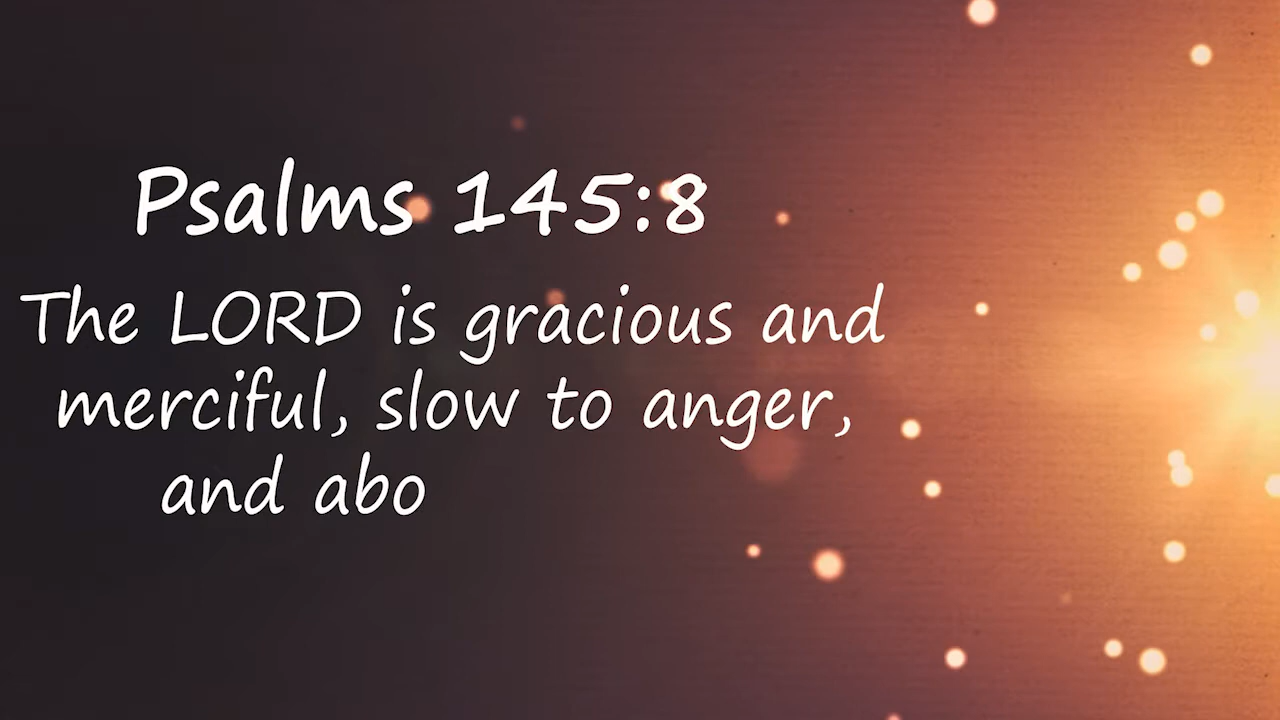 Psalms 145:8
The LORD is gracious and
merciful, slow to anger,
and abo